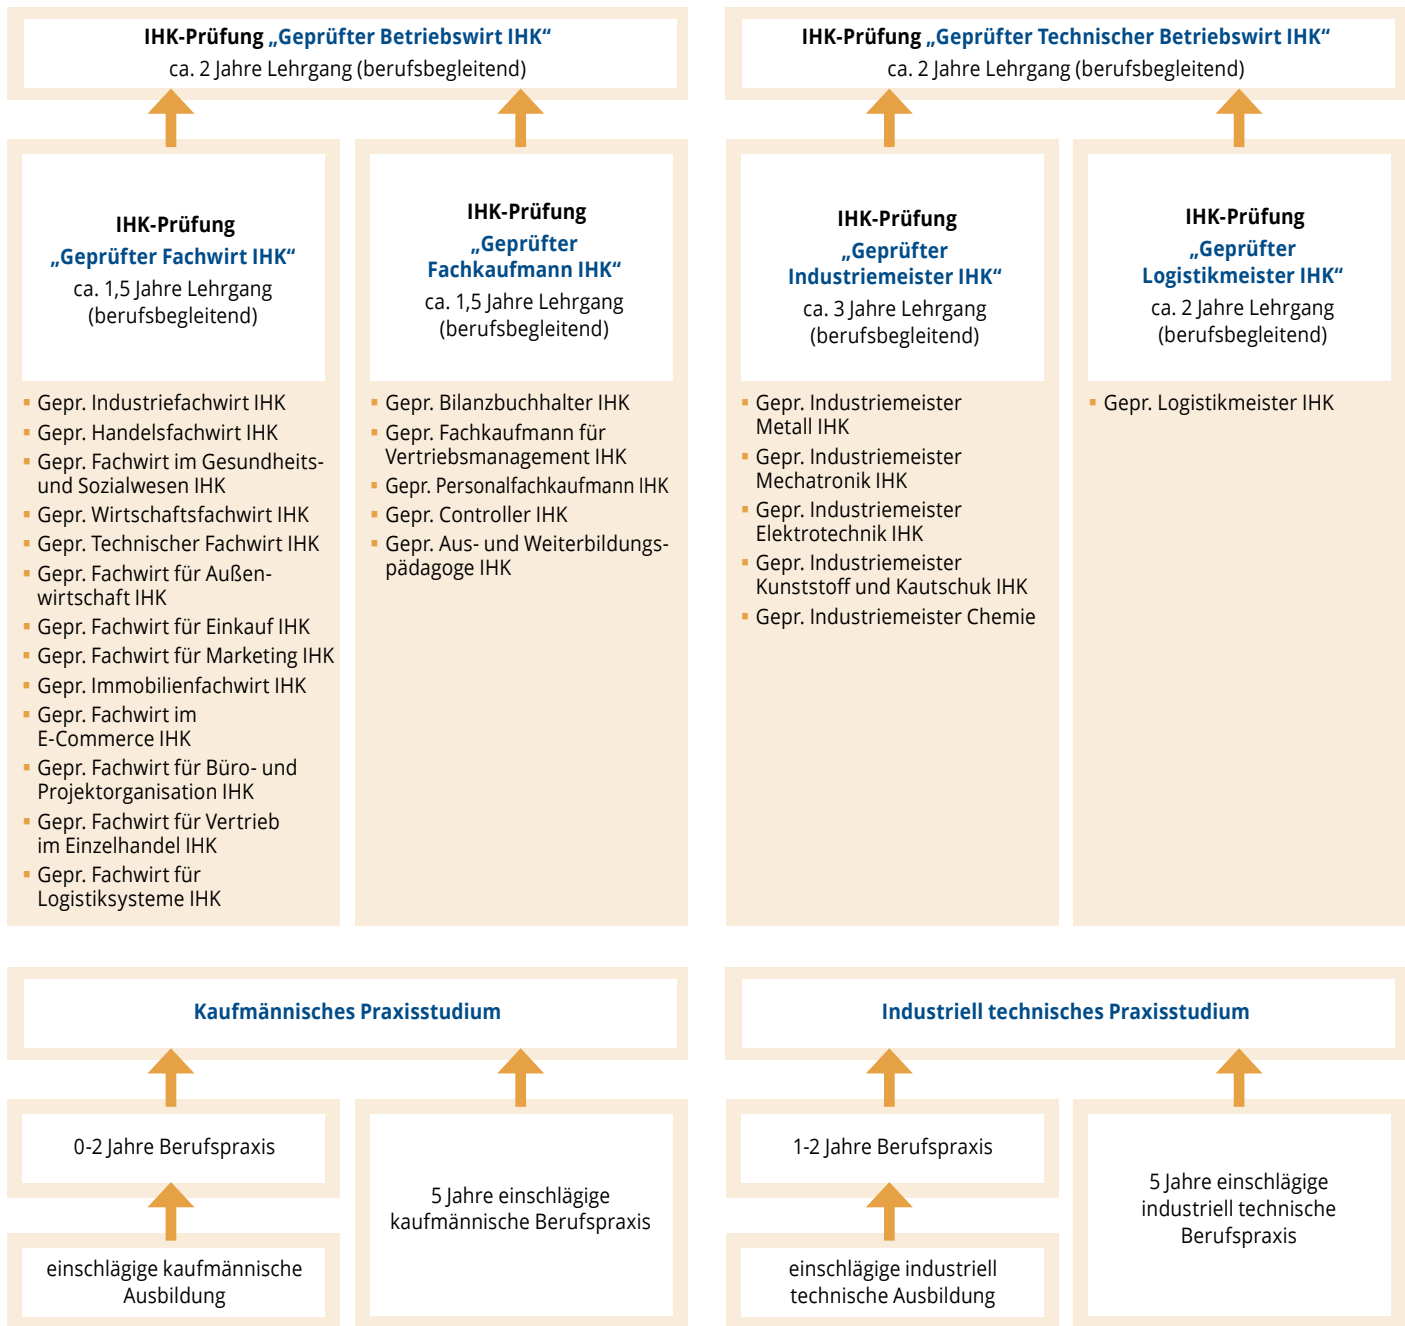 IHK-Prüfung „Geprüfter Betriebswirt IHK“
ca. 2 Jahre Lehrgang (berufsbegleitend)
IHK-Prüfung „Geprüfter Technischer Betriebswirt IHK“
ca. 2 Jahre Lehrgang (berufsbegleitend)
IHK-Prüfung
„Geprüfter Fachwirt IHK“
ca. 1,5 Jahre Lehrgang
(berufsbegleitend)
▪ Gepr. Industriefachwirt IHK
▪ Gepr. Handelsfachwirt IHK
▪ Gepr. Fachwirt im Gesundheits-
und Sozialwesen IHK
▪ Gepr. Wirtschaftsfachwirt IHK
▪ Gepr. Technischer Fachwirt IHK
▪ Gepr. Fachwirt für Außen-
wirtschaft IHK
▪ Gepr. Fachwirt für Einkauf IHK
▪ Gepr. Fachwirt für Marketing IHK
▪ Gepr. Immobilienfachwirt IHK
▪ Gepr. Fachwirt im
E-Commerce IHK
▪ Gepr. Fachwirt für Büro- und
Projektorganisation IHK
▪ Gepr. Fachwirt für Vertrieb
im Einzelhandel IHK
▪ Gepr. Fachwirt für
Logistiksysteme IHK
IHK-Prüfung
„Geprüfter
Fachkaufmann IHK“
ca. 1,5 Jahre Lehrgang
(berufsbegleitend)
▪ Gepr. Bilanzbuchhalter IHK
▪ Gepr. Fachkaufmann für
Vertriebsmanagement IHK
▪ Gepr. Personalfachkaufmann IHK
▪ Gepr. Controller IHK
▪ Gepr. Aus- und Weiterbildungs-
pädagoge IHK
IHK-Prüfung
„Geprüfter
Industriemeister IHK“
ca. 3 Jahre Lehrgang
(berufsbegleitend)
▪ Gepr. Industriemeister
Metall IHK
▪ Gepr. Industriemeister
Mechatronik IHK
▪ Gepr. Industriemeister
Elektrotechnik IHK
▪ Gepr. Industriemeister
Kunststoff und Kautschuk IHK
▪ Gepr. Industriemeister Chemie
IHK-Prüfung
„Geprüfter
Logistikmeister IHK“
ca. 2 Jahre Lehrgang
(berufsbegleitend)
▪ Gepr. Logistikmeister IHK
Kaufmännisches Praxisstudium
0-2 Jahre Berufspraxis
einschlägige kaufmännische
Ausbildung
5 Jahre einschlägige
kaufmännische Berufspraxis
Industriell technisches Praxisstudium
1-2 Jahre Berufspraxis
einschlägige industriell
technische Ausbildung
5 Jahre einschlägige
industriell technische
Berufspraxis